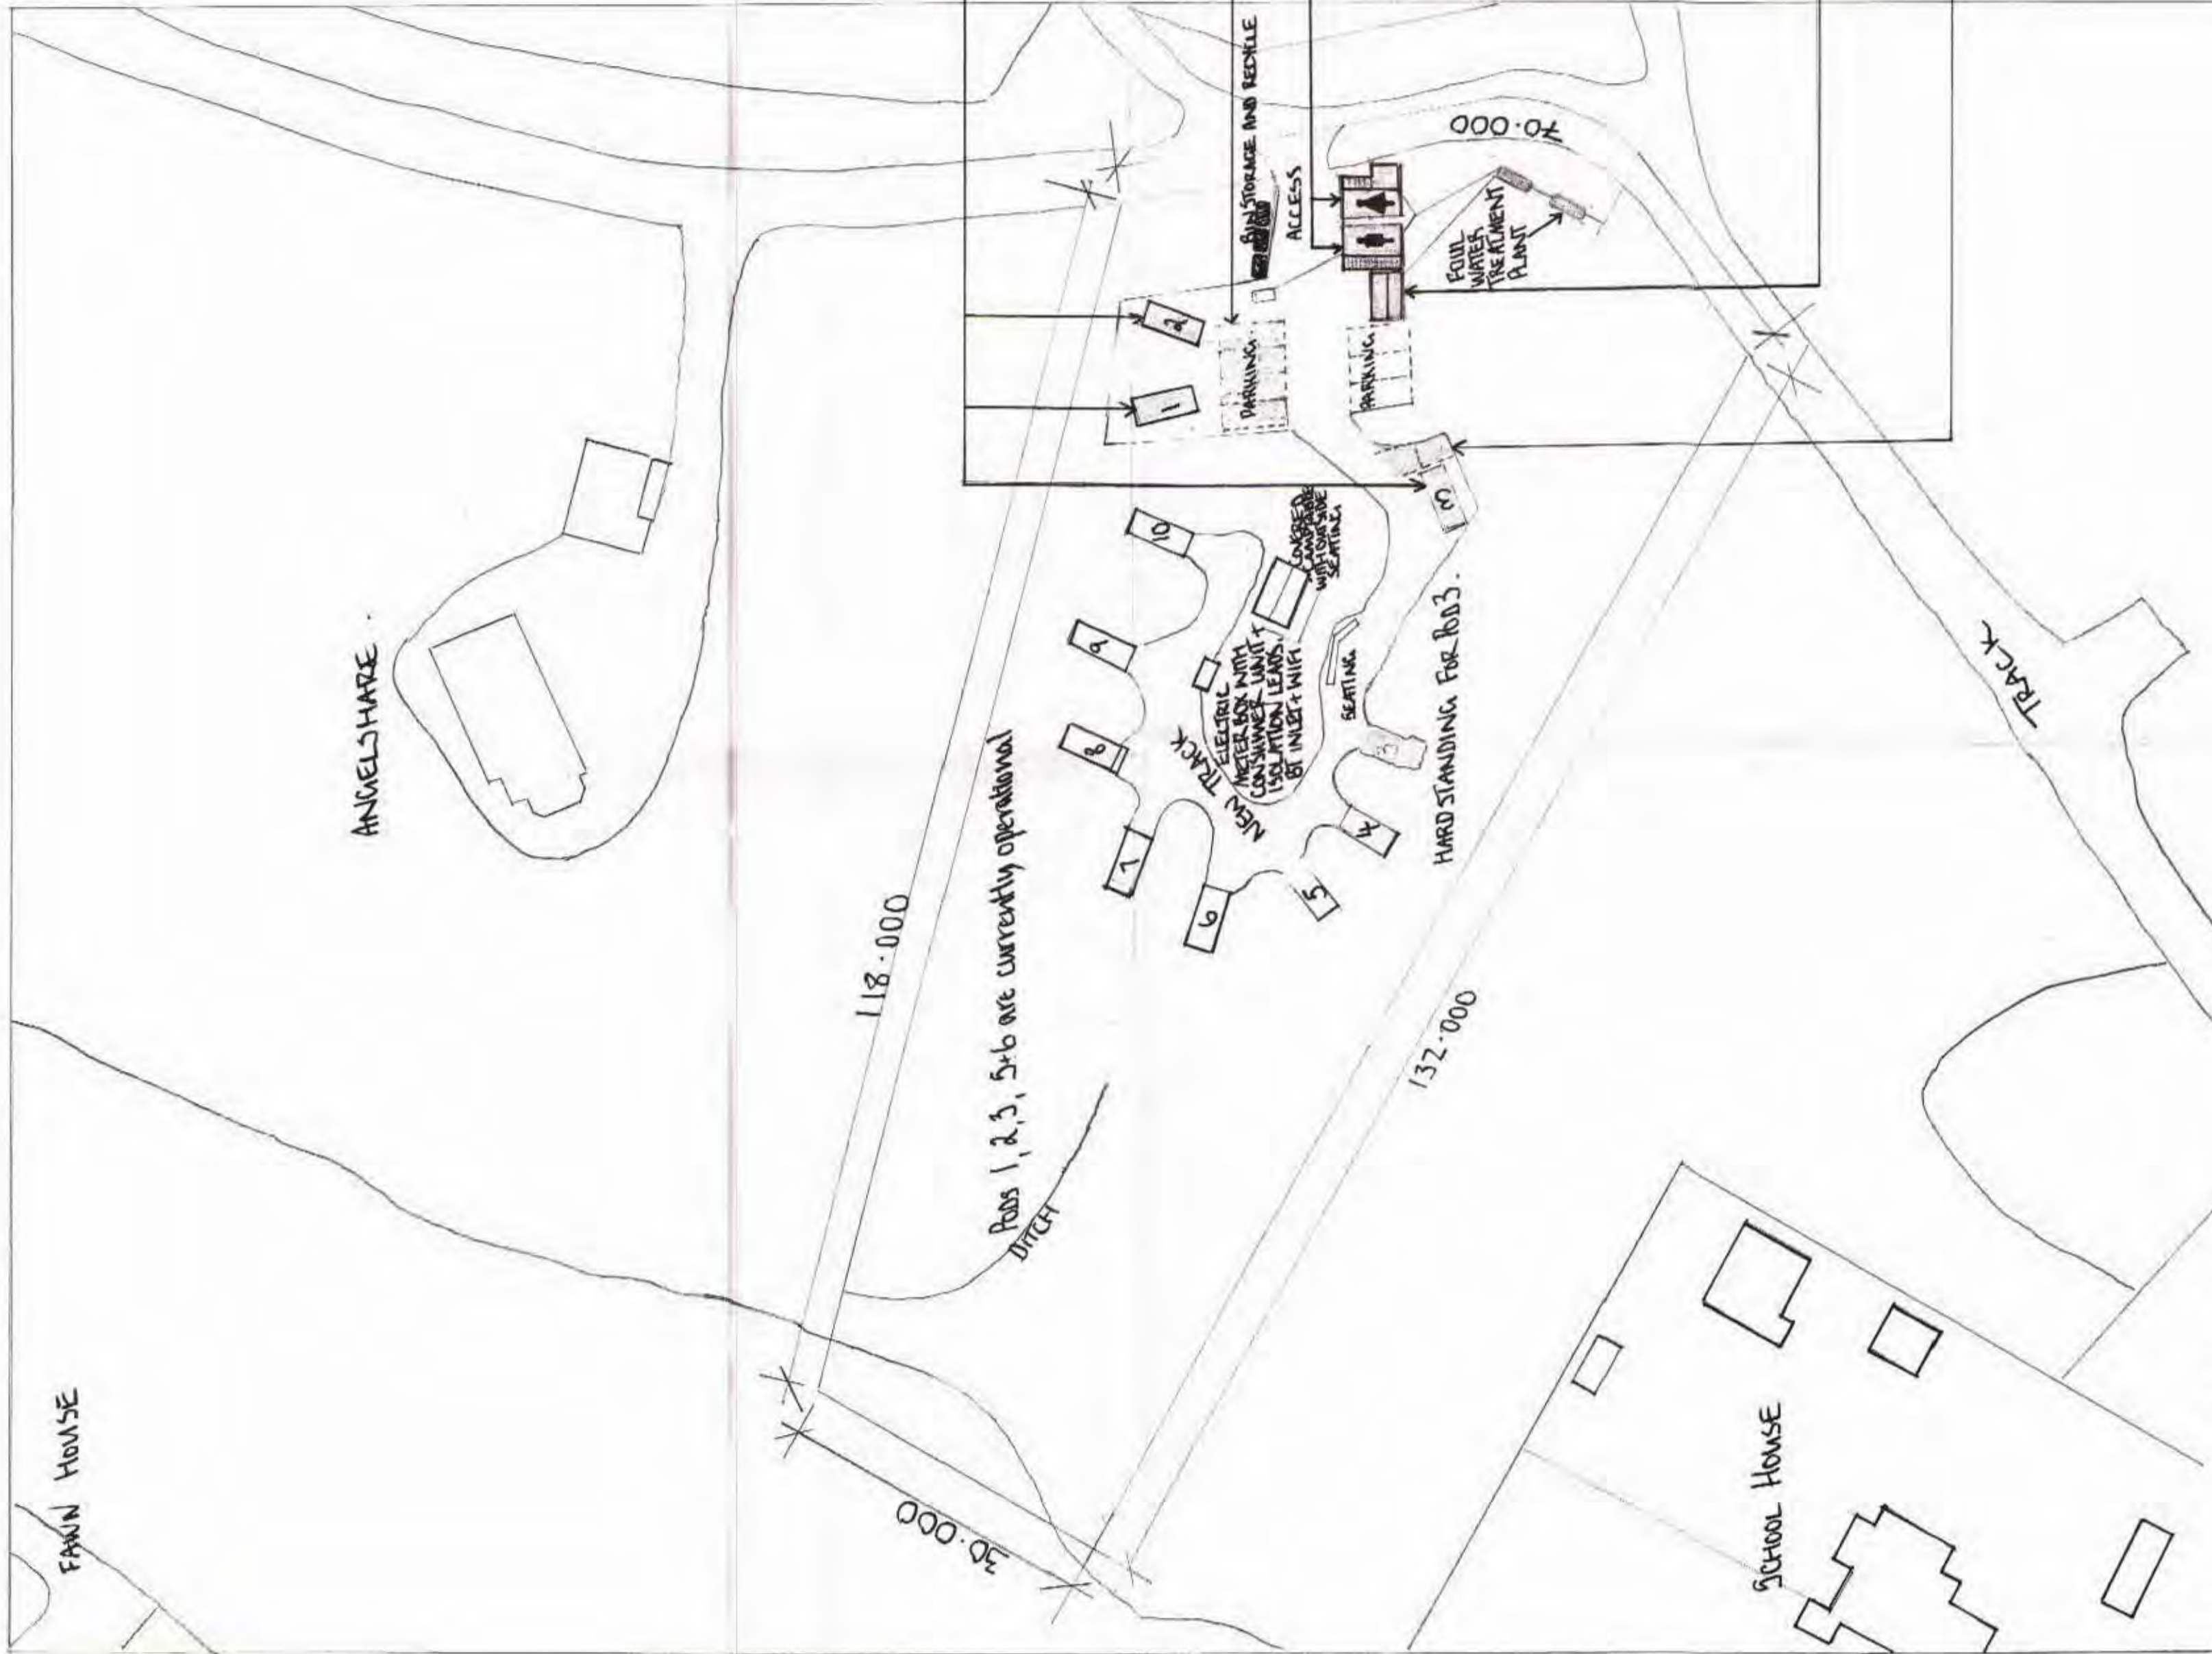 FAWN HOUSE
ANGELSHARE.
118.000
Pods 1, 2, 3, 5+6 are currently operational
DITCH
30.000
132.000
BIN STORAGE AND RECYCLE
ACCESS
70.000
FOUL
WATER
TREATMENT
PLANT
PARKING
PARKING
2
1
3
10
9
8
7
6
5
4
3
COVERED
WITH OUTSIDE
SEATING
NEW TRACK
ELECTRIC
METER BOX WITH
CONSUMER UNIT +
ISOLATION LEADS.
BT INLET + WIFI.
SEATING
HARDSTANDING FOR POD 3.
TRACK
SCHOOL HOUSE